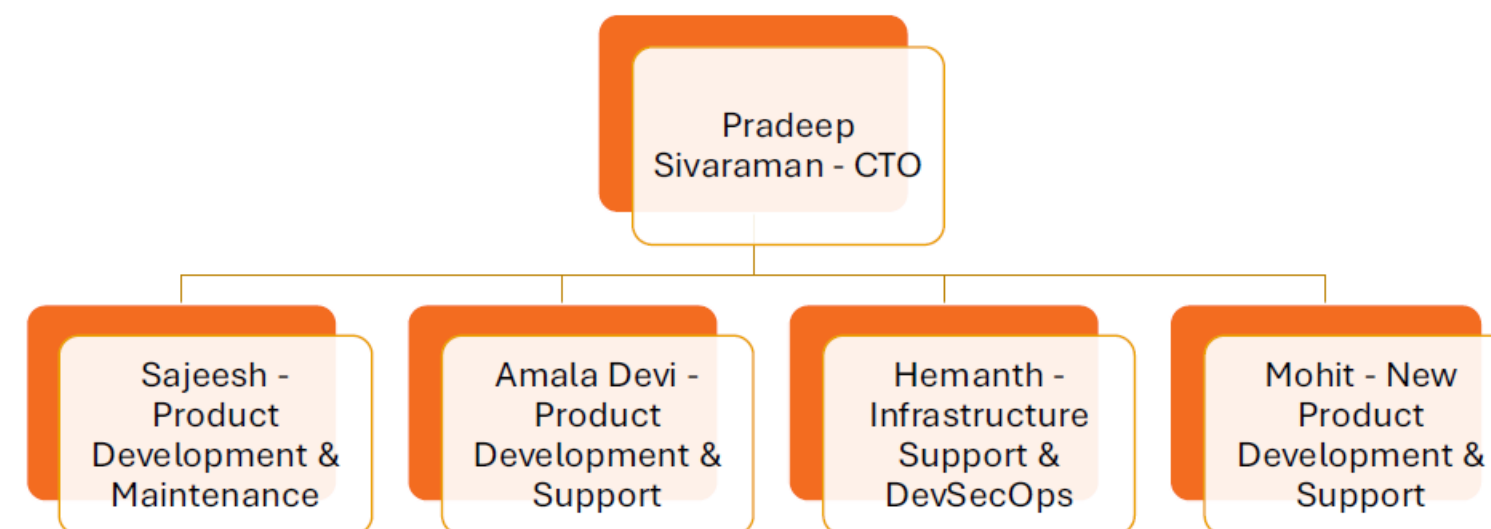 Pradeep
Sivaraman - CTO
Sajeesh -
Product
Development &
Maintenance
Amala Devi -
Product
Development &
Support
Hemanth -
Infrastructure
Support &
DevSecOps
Mohit - New
Product
Development &
Support